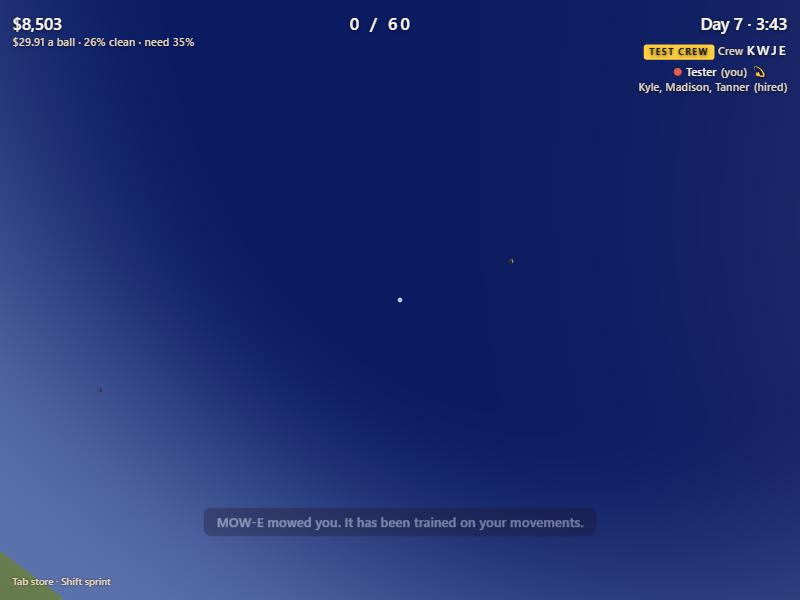 $8,503
$29.91 a ball · 26% clean · need 35%
0 / 60
Day 7 · 3:43
TEST CREW Crew KWJE
Tester (you)
Kyle, Madison, Tanner (hired)
MOW-E mowed you. It has been trained on your movements.
Tab store · Shift sprint